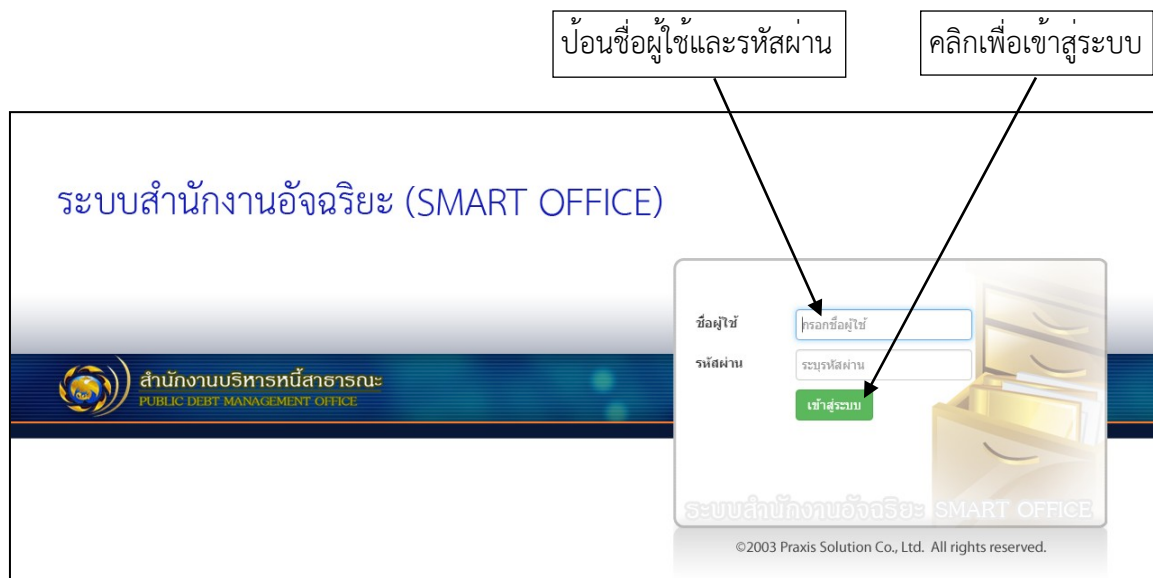 ป้อนชื่อผู้ใช้และรหัสผ่าน
คลิกเพื่อเข้าสู่ระบบ
ระบบสำนักงานอัจฉริยะ (SMART OFFICE)
ชื่อผู้ใช้
กรอกชื่อผู้ใช้
รหัสผ่าน
ระบุรหัสผ่าน
เข้าสู่ระบบ
สำนักงานบริหารหนี้สาธารณะ
PUBLIC DEBT MANAGEMENT OFFICE
ระบบสำนักงานอัจฉริยะ SMART OFFICE
©2003 Praxis Solution Co., Ltd. All rights reserved.